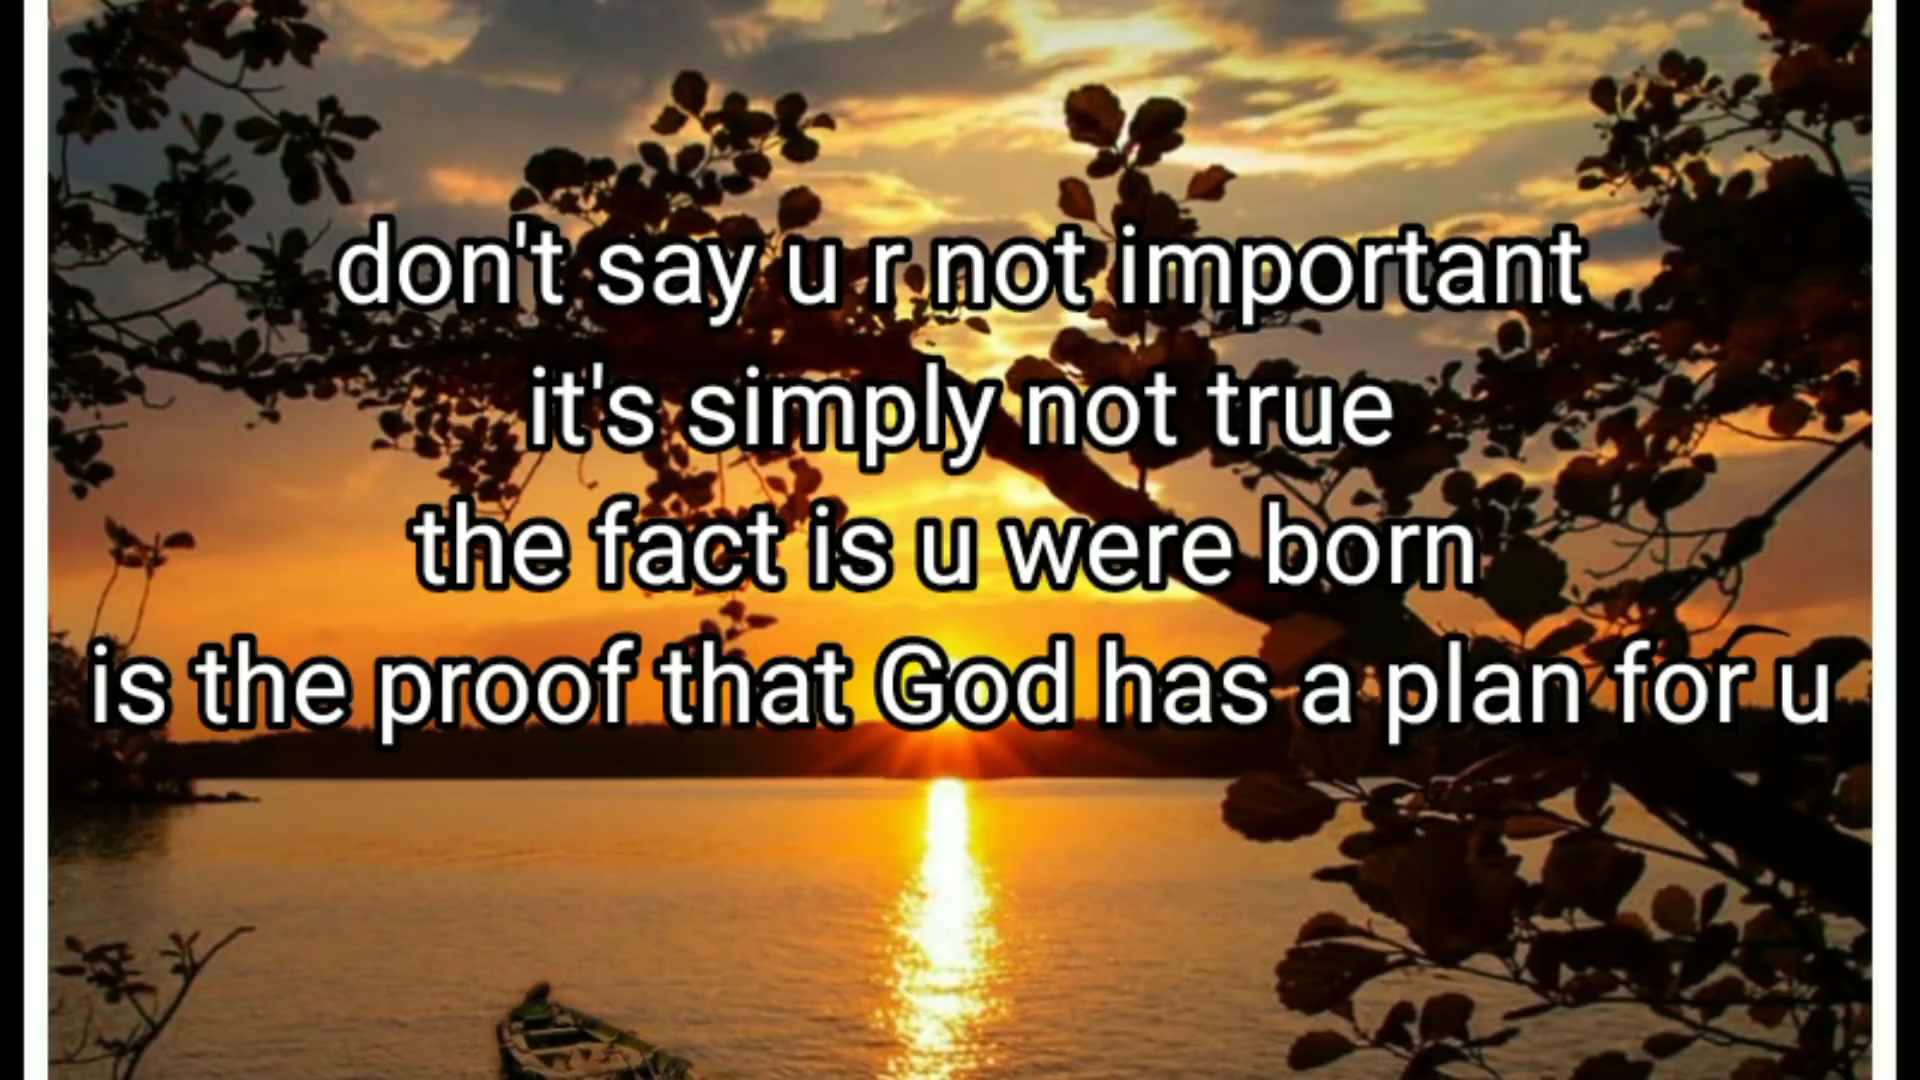 don't say u r not important
it's simply not true
the fact is u were born
is the proof that God has a plan for u